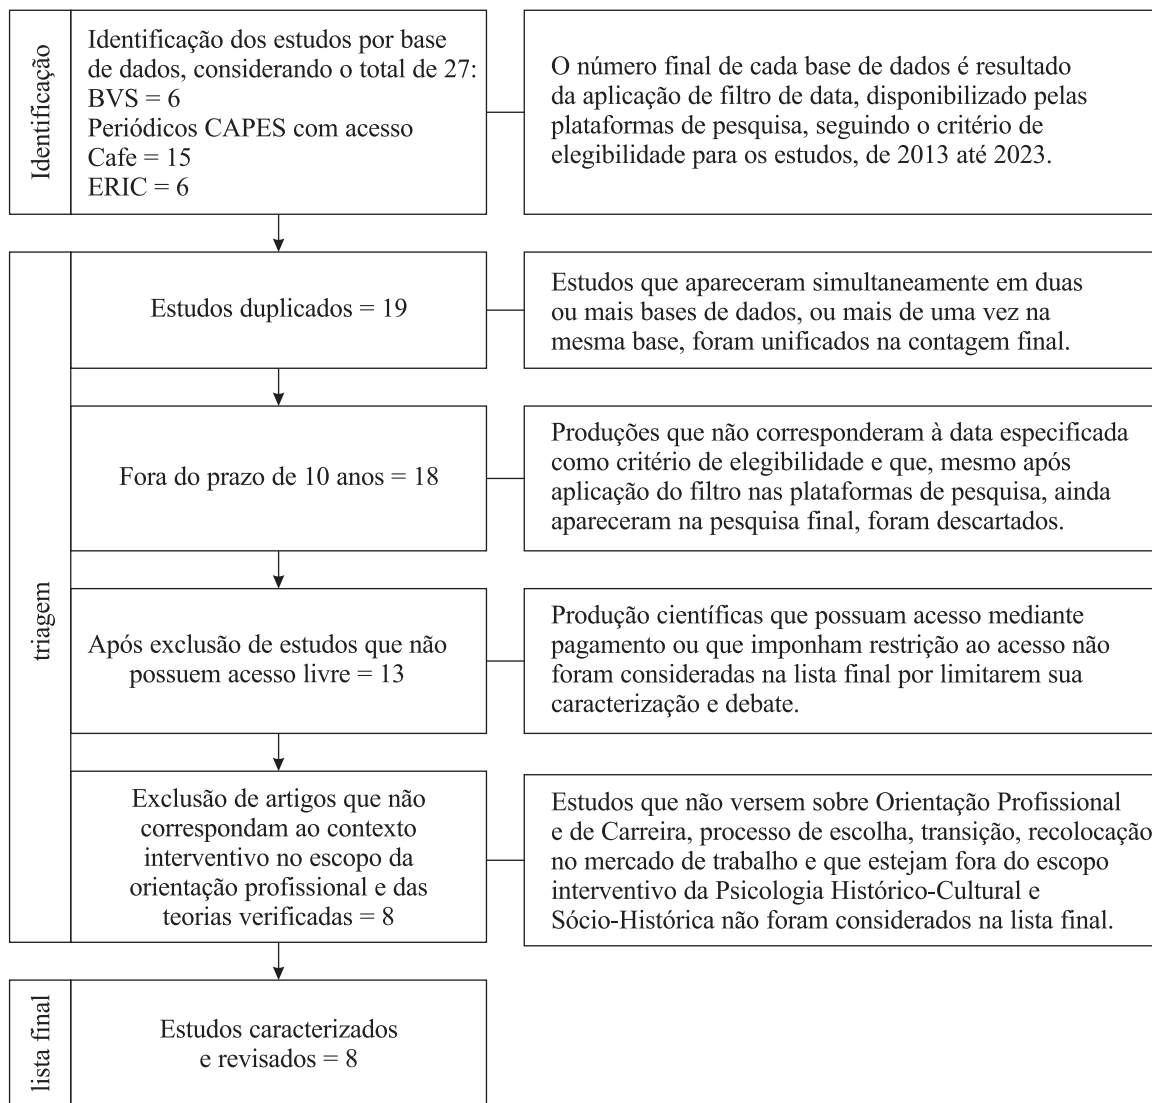 Identificação
Identificação dos estudos por base
de dados, considerando o total de 27:
BVS = 6
Periódicos CAPES com acesso
Cafe = 15
ERIC = 6
O número final de cada base de dados é resultado
da aplicação de filtro de data, disponibilizado pelas
plataformas de pesquisa, seguindo o critério de
elegibilidade para os estudos, de 2013 até 2023.
triagem
Estudos duplicados = 19
Estudos que apareceram simultaneamente em duas
ou mais bases de dados, ou mais de uma vez na
mesma base, foram unificados na contagem final.
Fora do prazo de 10 anos = 18
Produções que não corresponderam à data especificada
como critério de elegibilidade e que, mesmo após
aplicação do filtro nas plataformas de pesquisa, ainda
apareceram na pesquisa final, foram descartados.
Após exclusão de estudos que não
possuem acesso livre = 13
Produção científicas que possuam acesso mediante
pagamento ou que imponham restrição ao acesso não
foram consideradas na lista final por limitarem sua
caracterização e debate.
Exclusão de artigos que não
correspondam ao contexto
interventivo no escopo da
orientação profissional e das
teorias verificadas = 8
Estudos que não versem sobre Orientação Profissional
e de Carreira, processo de escolha, transição, recolocação
no mercado de trabalho e que estejam fora do escopo
interventivo da Psicologia Histórico-Cultural e
Sócio-Histórica não foram considerados na lista final.
lista final
Estudos caracterizados
e revisados = 8